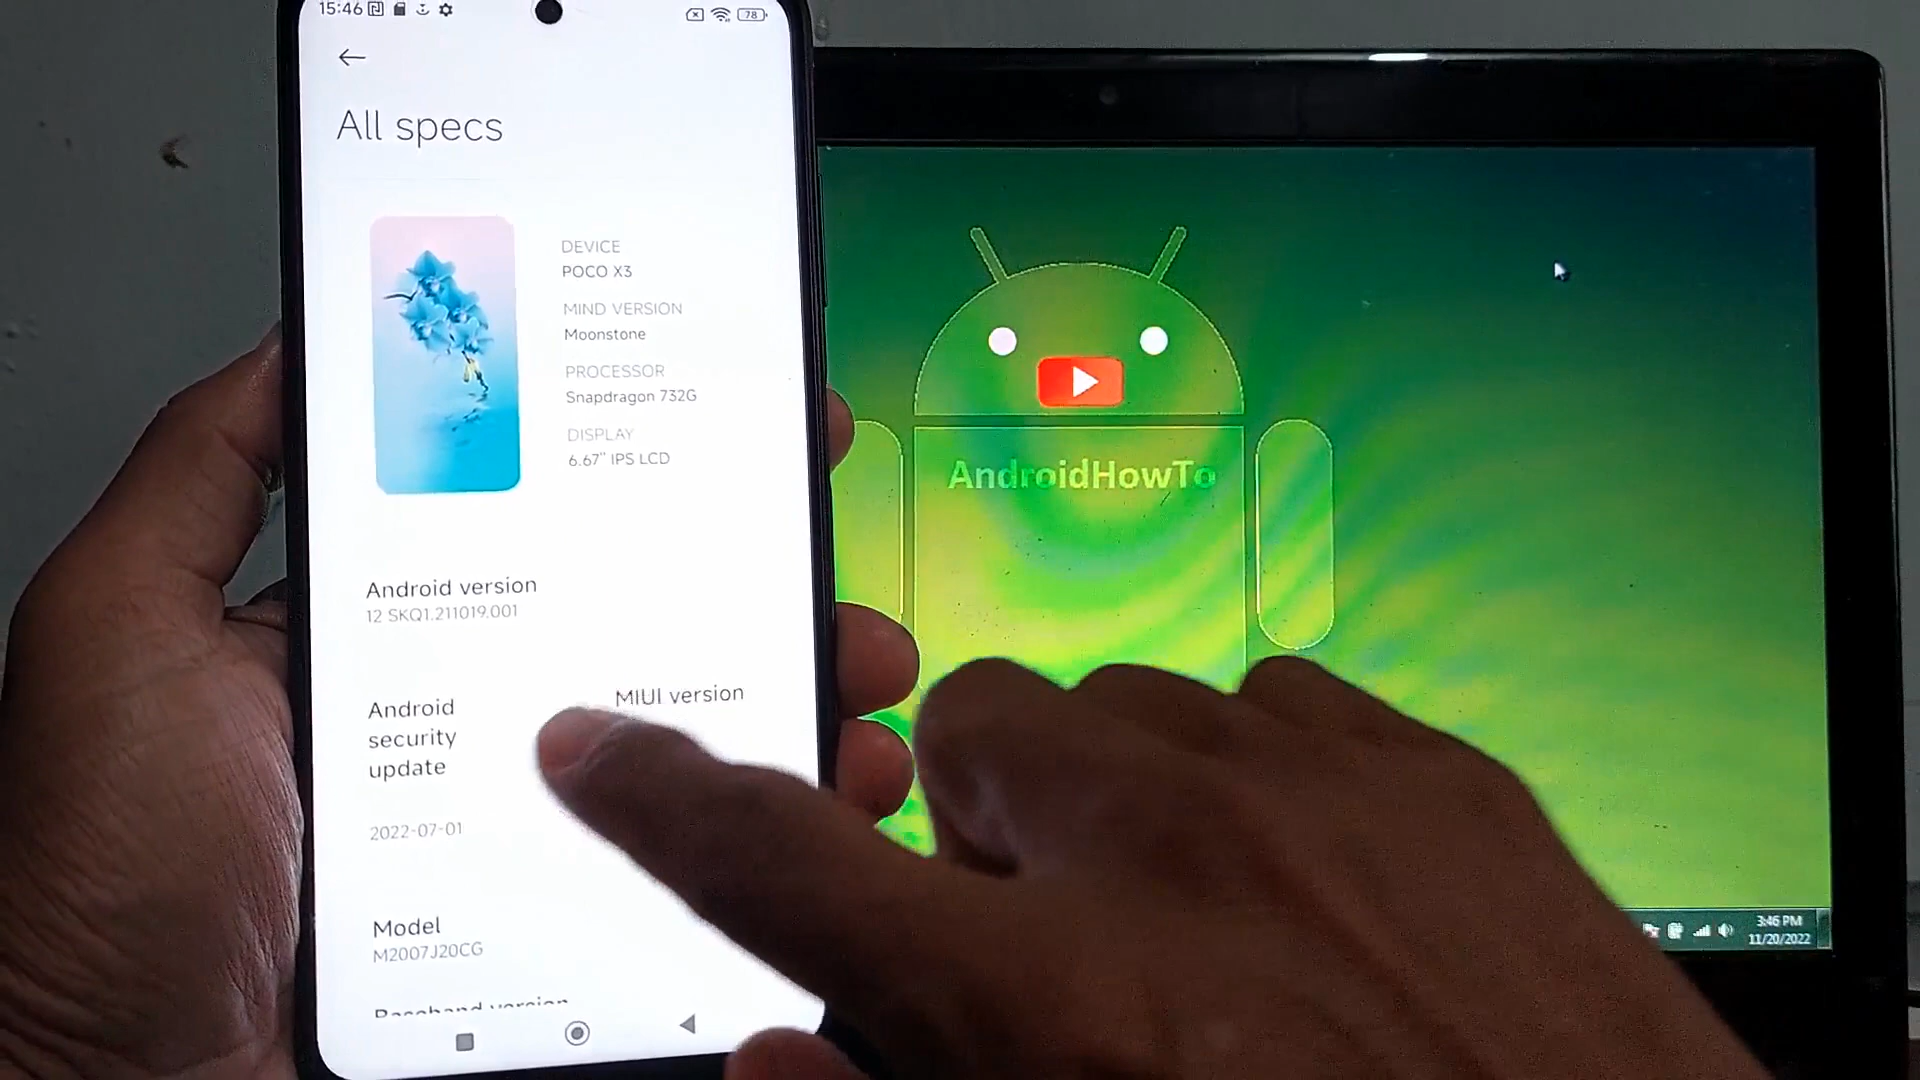 15:46
78
All specs
DEVICE
POCO X3
MIND VERSION
Moonstone
PROCESSOR
Snapdragon 732G
DISPLAY
6.67" IPS LCD
Android version
12 SKQ1.211019.001
Android
security
update
2022-07-01
MIUI version
Model
M2007J20CG
Baseband version
AndroidHowTo
3:46 PM
11/20/2022